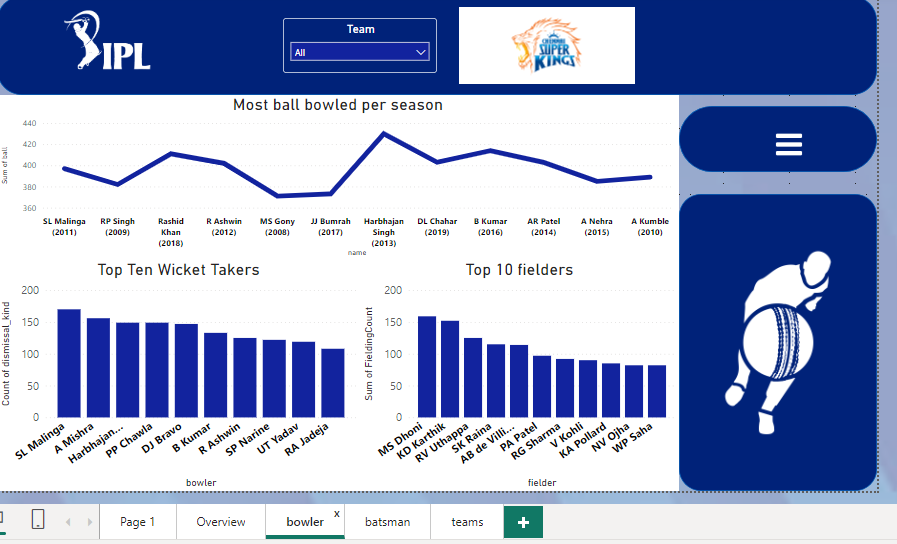 IPL
Team
All
CHENNAI
SUPER
KINGS
Most ball bowled per season
Sum of ball
440
420
400
380
360
SL Malinga
(2011)
RP Singh
(2009)
Rashid
Khan
(2018)
R Ashwin
(2012)
MS Gony
(2008)
JJ Bumrah
(2017)
Harbhajan
Singh
(2013)
DL Chahar
(2019)
B Kumar
(2016)
AR Patel
(2014)
A Nehra
(2015)
A Kumble
(2010)
name
Top Ten Wicket Takers
Count of dismissal_kind
200
150
100
50
0
SL Malinga
A Mishra
Harbhajan...
PP Chawla
DJ Bravo
B Kumar
R Ashwin
SP Narine
UT Yadav
RA Jadeja
bowler
Top 10 fielders
Sum of FieldingCount
200
150
100
50
0
MS Dhoni
KD Karthik
RV Uthappa
SK Raina
AB de Villi...
PA Patel
RG Sharma
V Kohli
KA Pollard
NV Ojha
WP Saha
fielder
Page 1
Overview
bowler
x
batsman
teams
+